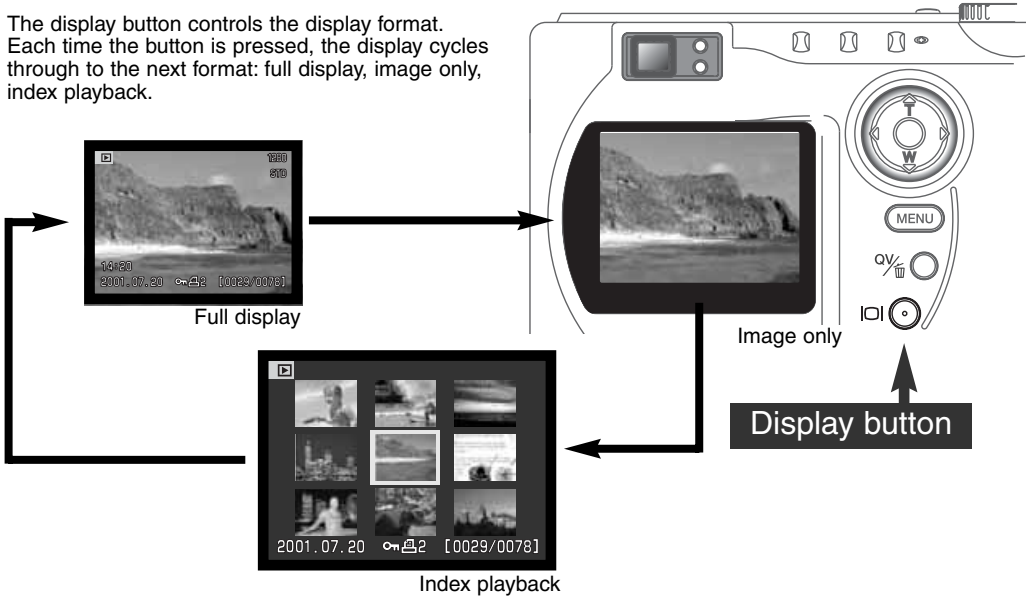 The display button controls the display format.
Each time the button is pressed, the display cycles
through to the next format: full display, image only,
index playback.
1280
STD
14:20
2001.07.20 2 [0029/0078]
Full display
T
W
MENU
QV/
Image only
Display button
2001.07.20 2 [0029/0078]
Index playback